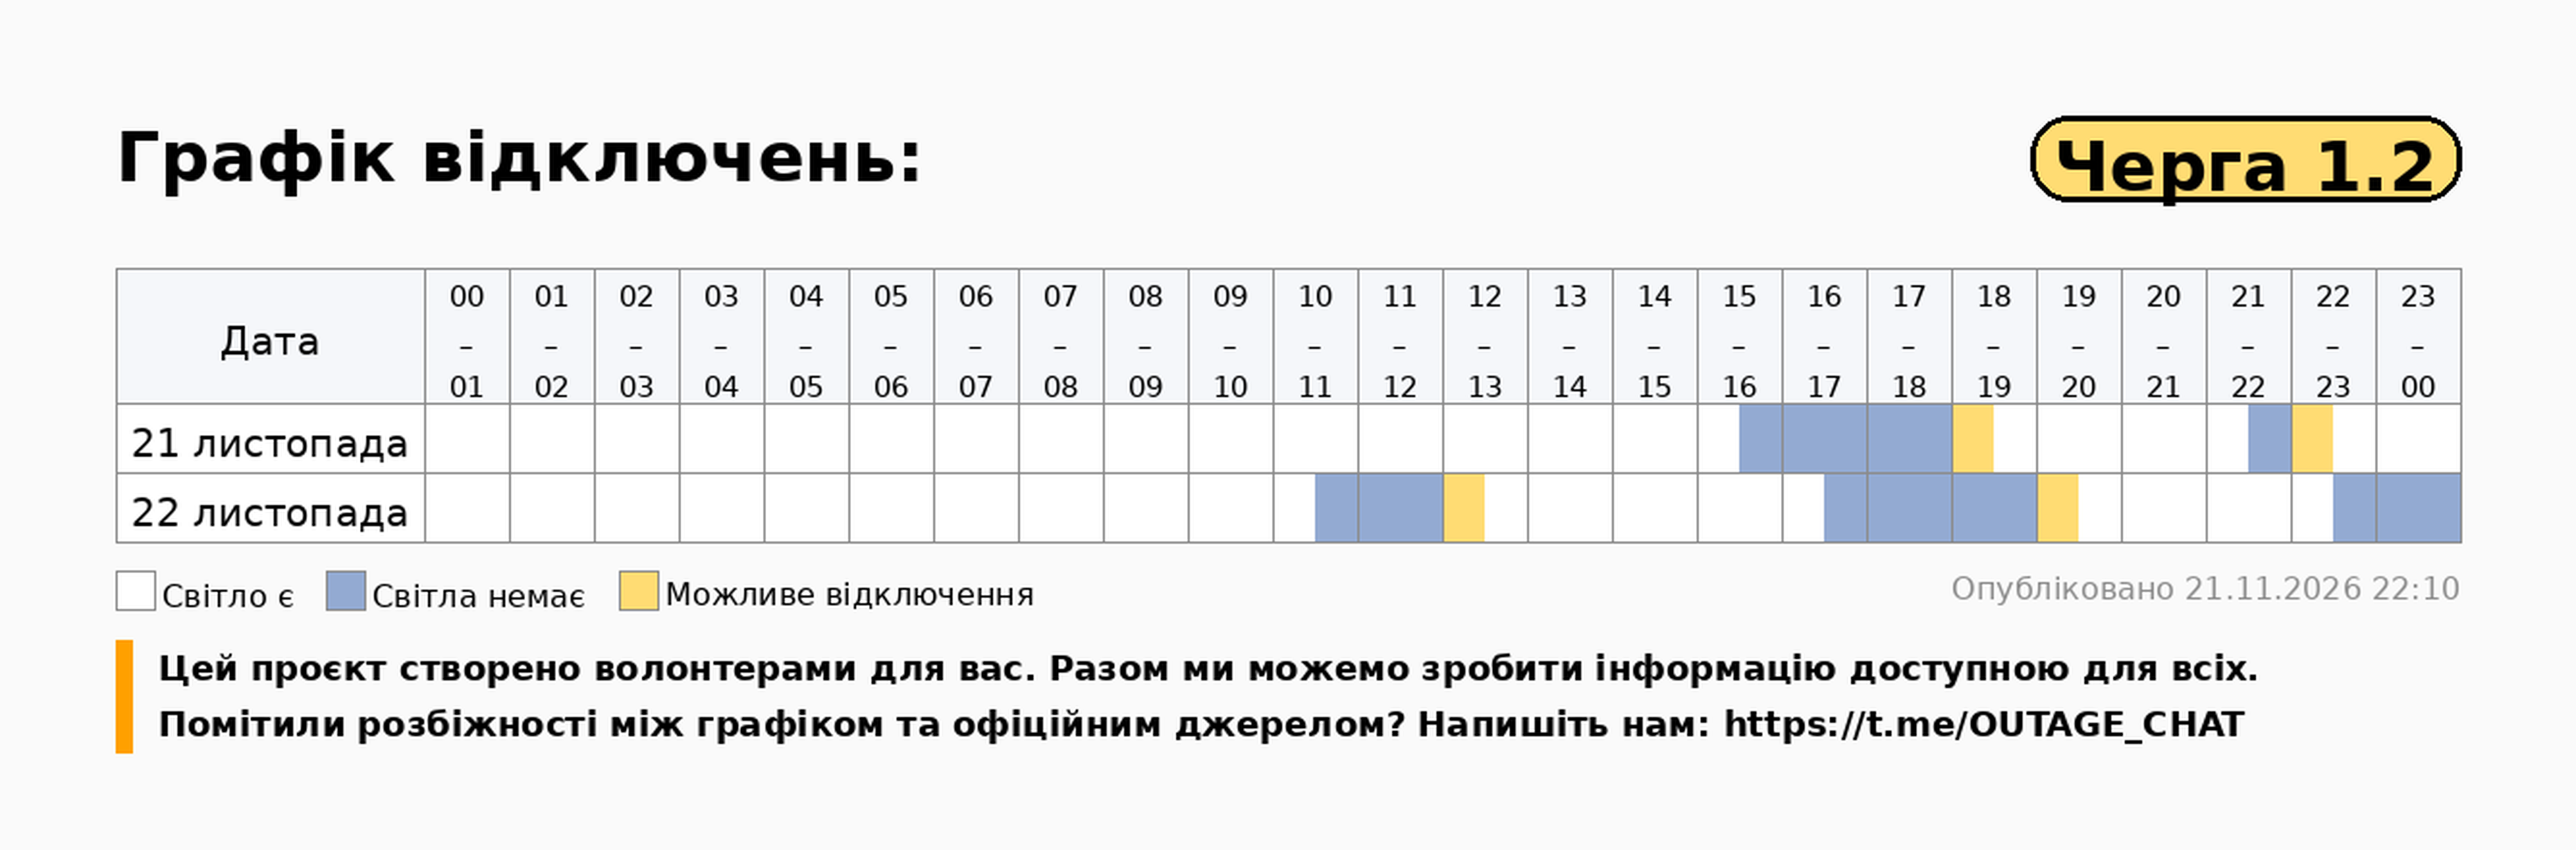 Графік відключень:
Черга 1.2
Дата 00 – 01 01 – 02 02 – 03 03 – 04 04 – 05 05 – 06 06 – 07 07 – 08 08 – 09 09 – 10 10 – 11 11 – 12 12 – 13 13 – 14 14 – 15 15 – 16 16 – 17 17 – 18 18 – 19 19 – 20 20 – 21 21 – 22 22 – 23 23 – 00
21 листопада
22 листопада
Світло є Світла немає Можливе відключення
Опубліковано 21.11.2026 22:10
Цей проєкт створено волонтерами для вас. Разом ми можемо зробити інформацію доступною для всіх.
Помітили розбіжності між графіком та офіційним джерелом? Напишіть нам: https://t.me/OUTAGE_CHAT